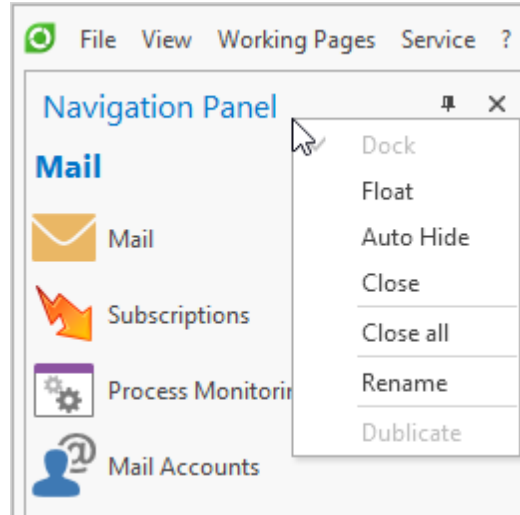 File View Working Pages Service ?
Navigation Panel
Mail
Dock
Float
Mail
Auto Hide
Close
Subscriptions
Close all
Rename
Process Monitorin
Dublicate
Mail Accounts